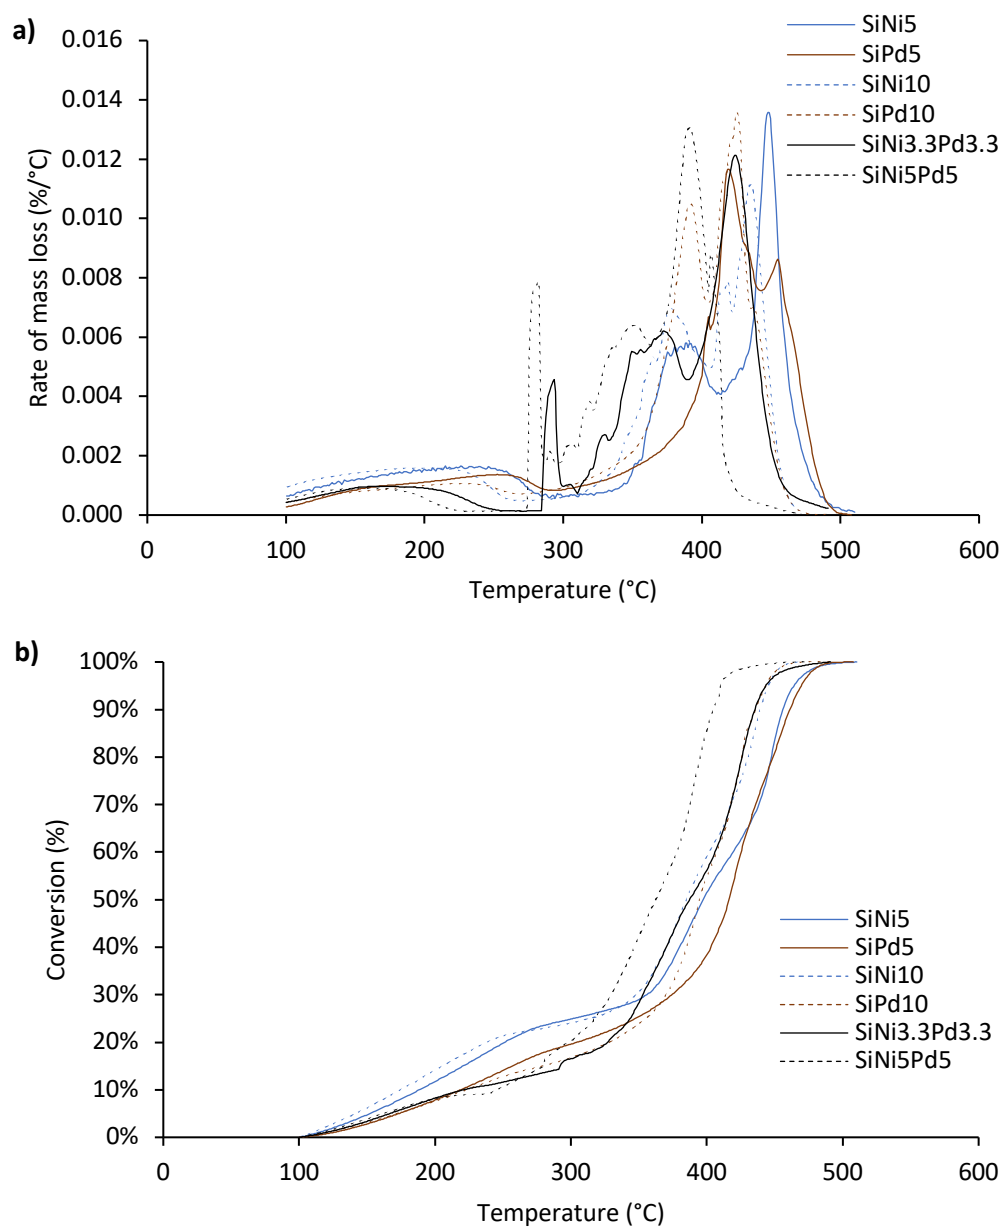 a)
Rate of mass loss (%/°C)
0.016
0.014
0.012
0.010
0.008
0.006
0.004
0.002
0.000
0
100
200
300
400
500
600
Temperature (°C)
SiNi5
SiPd5
SiNi10
SiPd10
SiNi3.3Pd3.3
SiNi5Pd5
b)
Conversion (%)
100%
90%
80%
70%
60%
50%
40%
30%
20%
10%
0%
0
100
200
300
400
500
600
Temperature (°C)
SiNi5
SiPd5
SiNi10
SiPd10
SiNi3.3Pd3.3
SiNi5Pd5